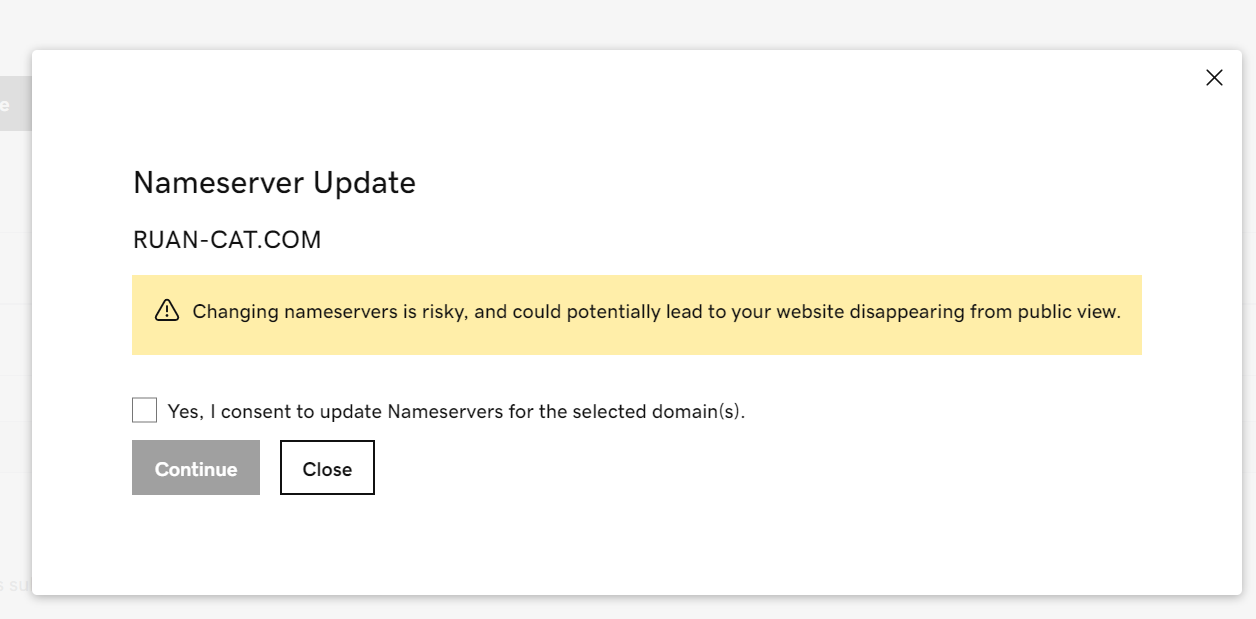 e
Nameserver Update
RUAN-CAT.COM
Changing nameservers is risky, and could potentially lead to your website disappearing from public view.
Yes, I consent to update Nameservers for the selected domain(s).
Continue Close
s su